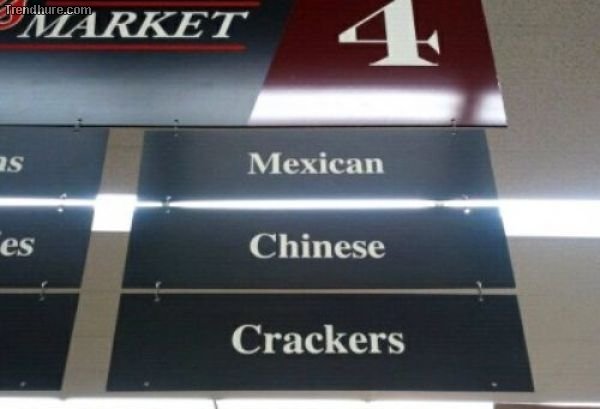 Trendhure.com
MARKET
4
ns
Mexican
es
Chinese
Crackers